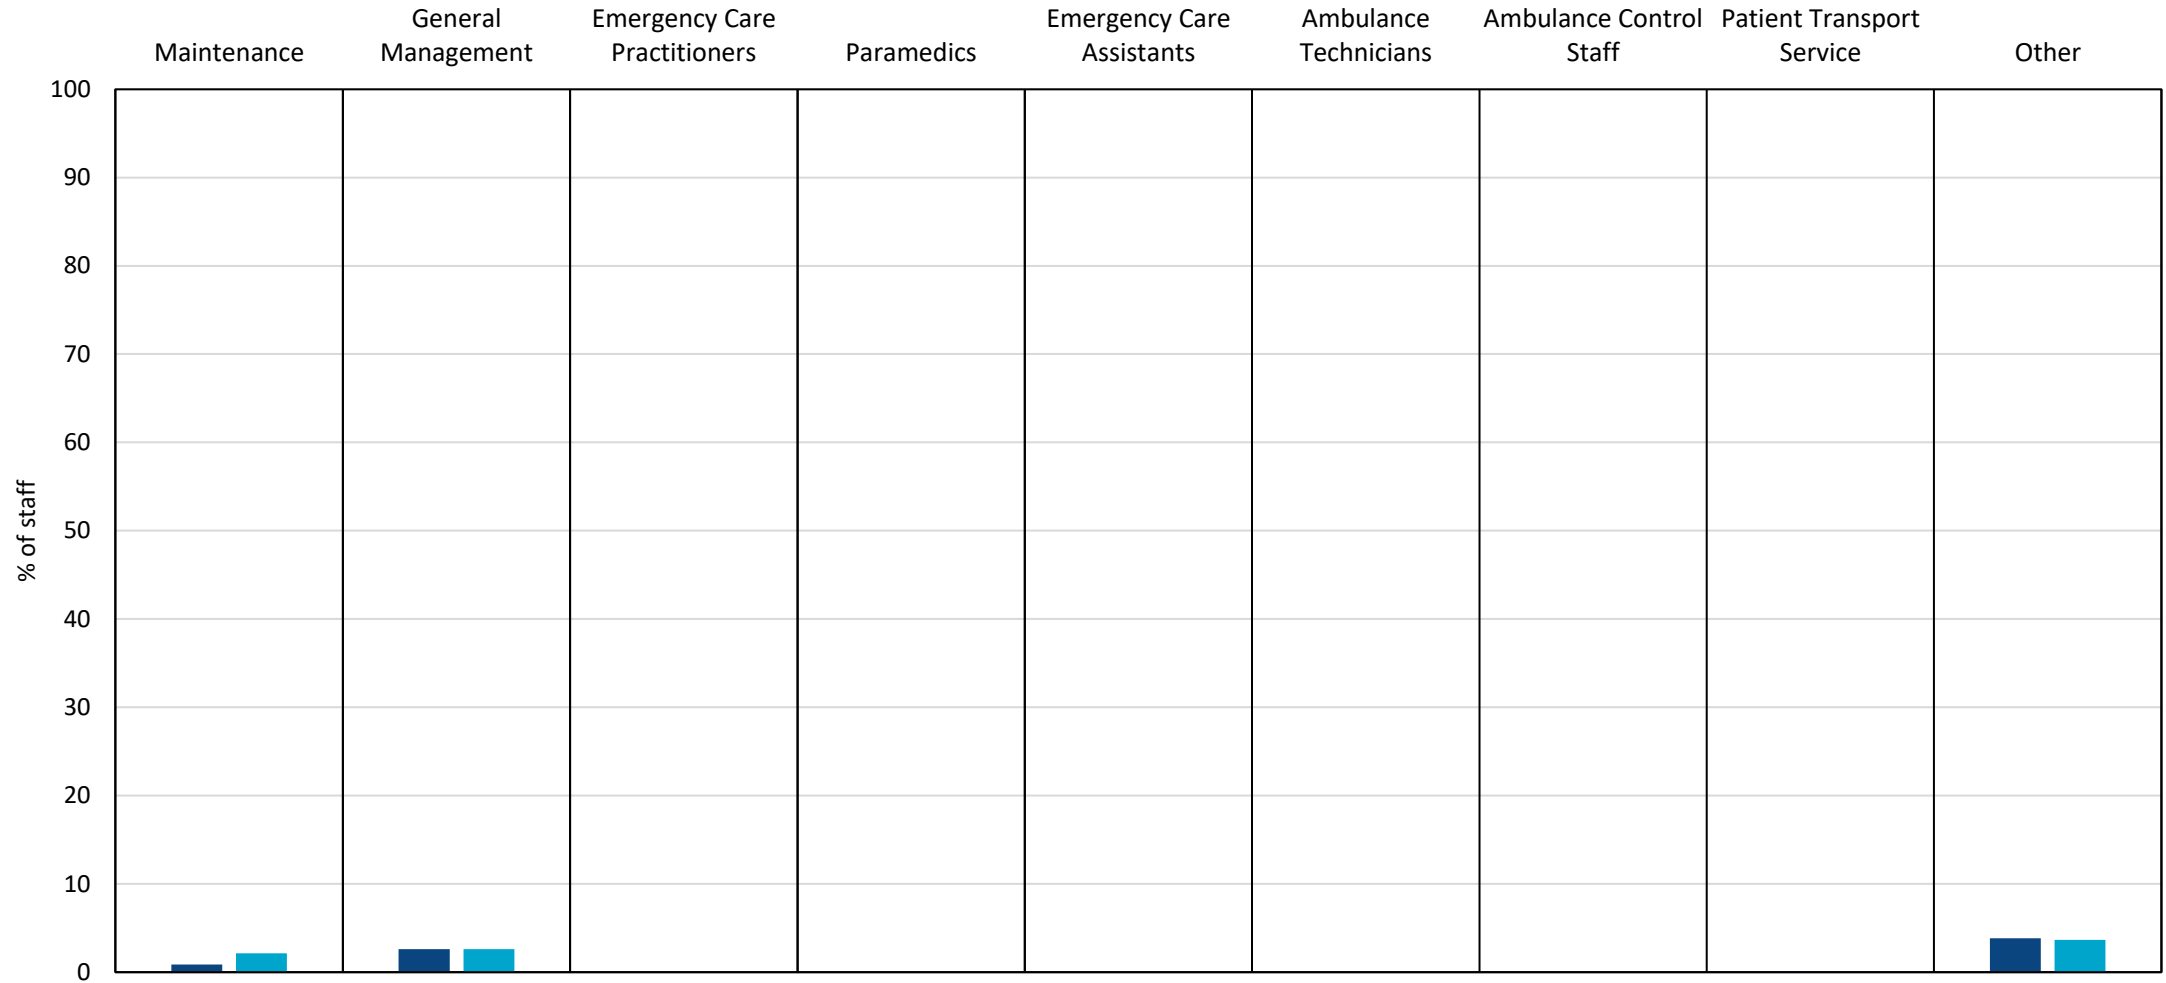 Maintenance
General
Management
Emergency Care
Practitioners
Paramedics
Emergency Care
Assistants
Ambulance
Technicians
Ambulance Control
Staff
Patient Transport
Service
Other
100
90
80
70
60
50
40
30
20
10
0
% of staff